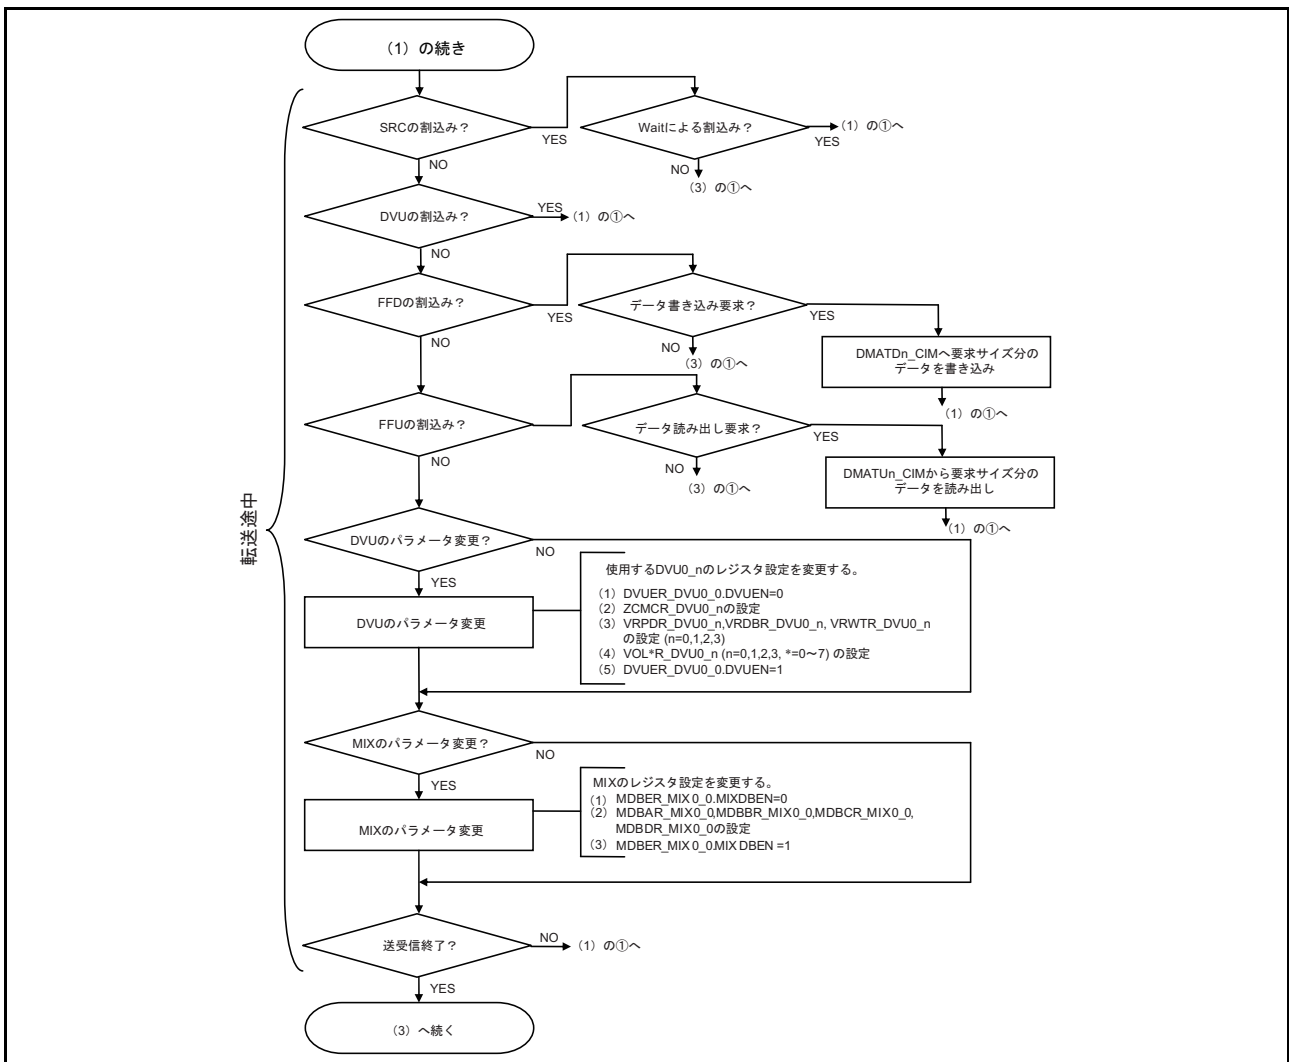 （1）の続き
SRCの割込み？
YES
Waitによる割込み？
YES
（1）の①へ
NO
NO
（3）の①へ
DVUの割込み？
YES
（1）の①へ
NO
FFDの割込み？
YES
データ書き込み要求？
YES
NO
NO
（3）の①へ
DMATDn_CIMへ要求サイズ分の
データを書き込み
（1）の①へ
FFUの割込み？
データ読み出し要求？
YES
NO
NO
（3）の①へ
DMATUn_CIMから要求サイズ分の
データを読み出し
（1）の①へ
転送途中
DVUのパラメータ変更？
NO
YES
DVUのパラメータ変更
使用するDVU0_nのレジスタ設定を変更する。
（1）DVUER_DVU0_0.DVUEN=0
（2）ZCMCR_DVU0_nの設定
（3）VRPDR_DVU0_n,VRDBR_DVU0_n, VRWTR_DVU0_n
の設定 (n=0,1,2,3)
（4）VOL*R_DVU0_n (n=0,1,2,3, *=0～7) の設定
（5）DVUER_DVU0_0.DVUEN=1
MIXのパラメータ変更？
NO
YES
MIXのパラメータ変更
MIXのレジスタ設定を変更する。
（1）MDBER_MIX0_0.MIXDBEN=0
（2）MDBAR_MIX0_0,MDBBR_MIX0_0,MDBCR_MIX0_0,
MDBDR_MIX0_0の設定
（3）MDBER_MIX0_0.MIXDBEN =1
送受信終了？
NO
（1）の①へ
YES
（3）へ続く